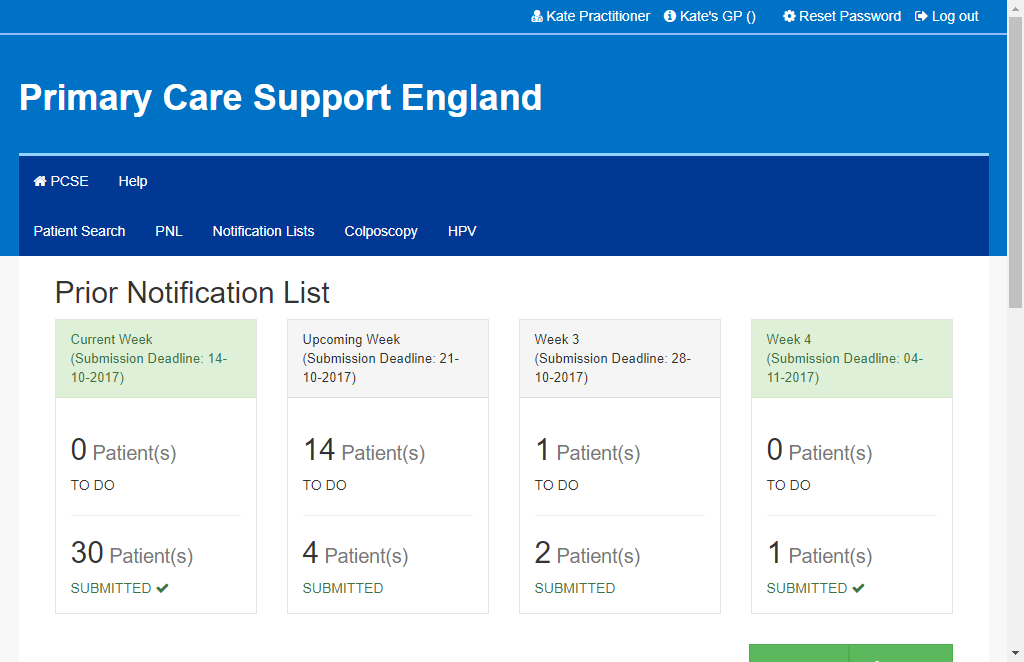 Kate Practitioner Kate's GP () Reset Password Log out
Primary Care Support England
PCSE Help
Patient Search PNL Notification Lists Colposcopy HPV
Prior Notification List
Current Week
(Submission Deadline: 14-
10-2017)
0 Patient(s)
TO DO
30 Patient(s)
SUBMITTED
Upcoming Week
(Submission Deadline: 21-
10-2017)
14 Patient(s)
TO DO
4 Patient(s)
SUBMITTED
Week 3
(Submission Deadline: 28-
10-2017)
1 Patient(s)
TO DO
2 Patient(s)
SUBMITTED
Week 4
(Submission Deadline: 04-
11-2017)
0 Patient(s)
TO DO
1 Patient(s)
SUBMITTED